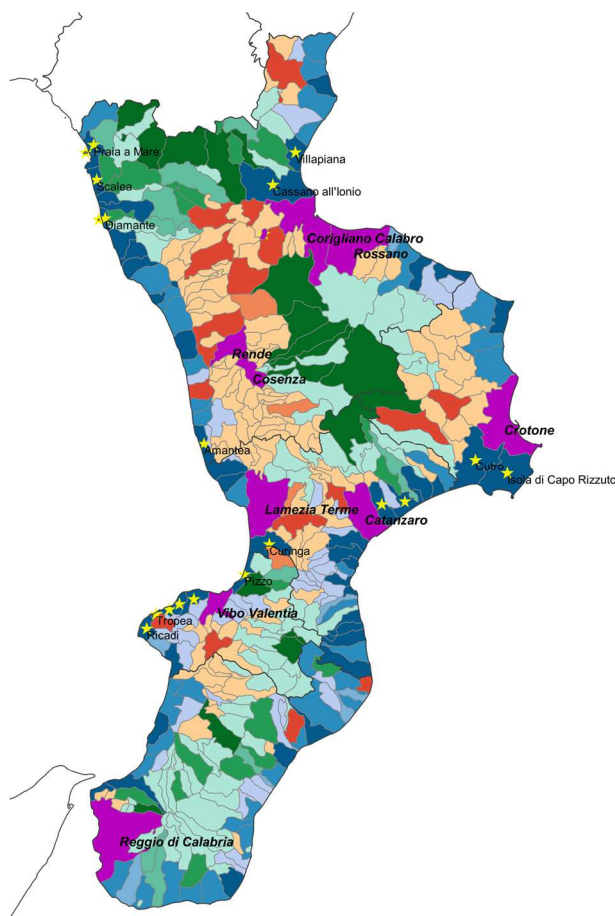 Praia a Mare
Villapiana
Scalea
Cassano all'Ionio
Diamante
Corigliano Calabro
Rossano
Rende
Cosenza
Crotone
Amantea
Cutro
Isola di Capo Rizzuto
Lamezia Terme
Catanzaro
Curinga
Pizzo
Vibo Valentia
Tropea
Ricadi
Reggio di Calabria